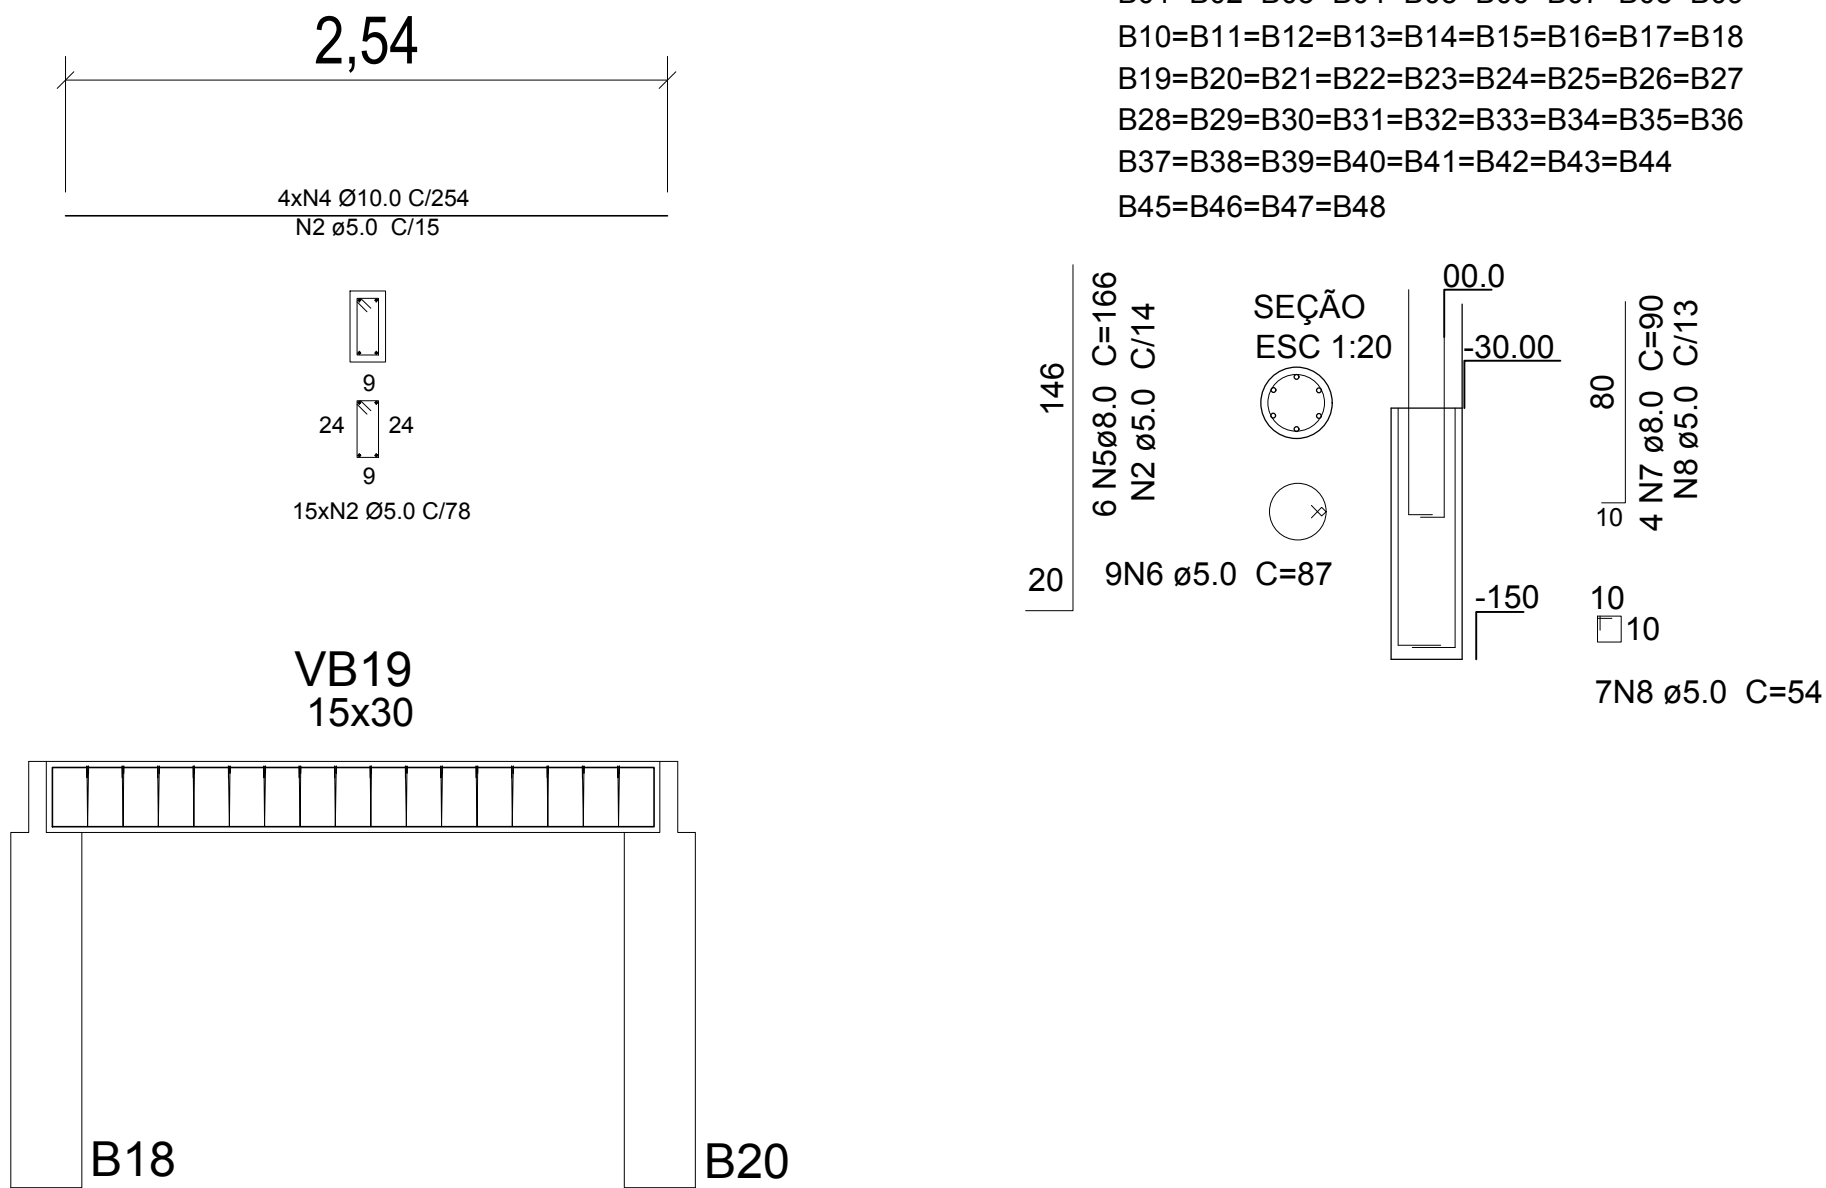 2,54
4xN4 Ø10.0 C/254
N2 ø5.0 C/15
9
24 24
9
15xN2 Ø5.0 C/78
VB19
15x30
B18
B20
B10=B11=B12=B13=B14=B15=B16=B17=B18
B19=B20=B21=B22=B23=B24=B25=B26=B27
B28=B29=B30=B31=B32=B33=B34=B35=B36
B37=B38=B39=B40=B41=B42=B43=B44
B45=B46=B47=B48
146
20
6 N5ø8.0 C=166
N2 ø5.0 C/14
SEÇÃO
ESC 1:20
9N6 ø5.0 C=87
00.0
-30.00
-150
80
10
4 N7 ø8.0 C=90
N8 ø5.0 C/13
10
10
7N8 ø5.0 C=54